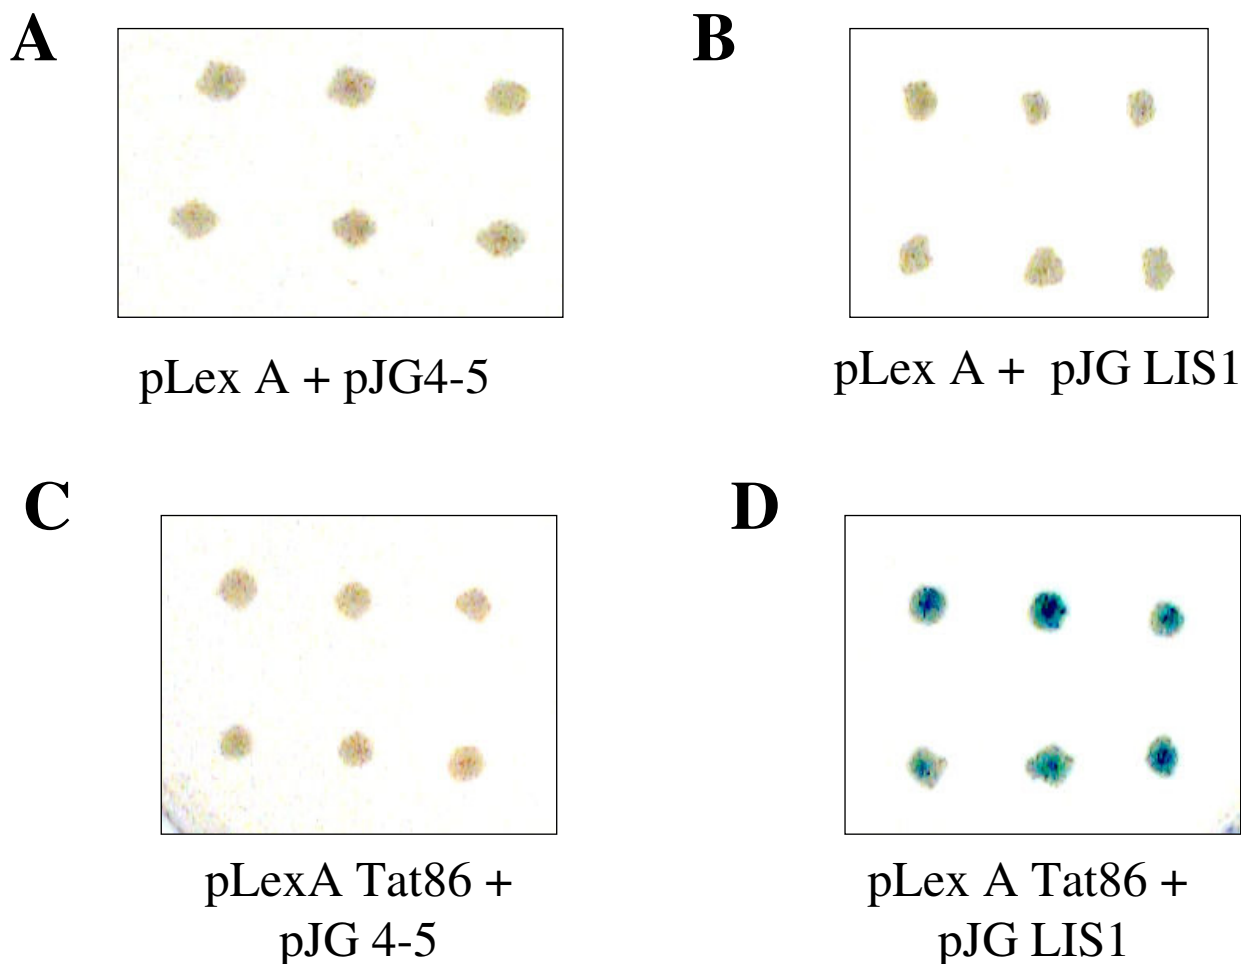 A
B
pLex A + pJG4-5
pLex A + pJG LIS1
C
D
pLexA Tat86 +
pJG 4-5
pLex A Tat86 +
pJG LIS1